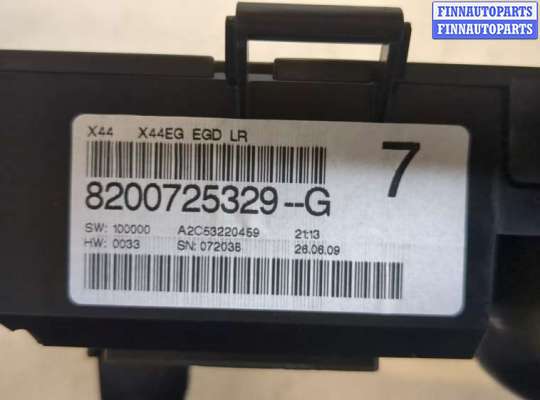 FINNAUTOPARTS
FINNAUTOPARTS
X44 X44EG EGD LR
7
8200725329--G
SW: 100000 A2C53220459 21:13
HW: 0033 SN: 072036 26.06.09